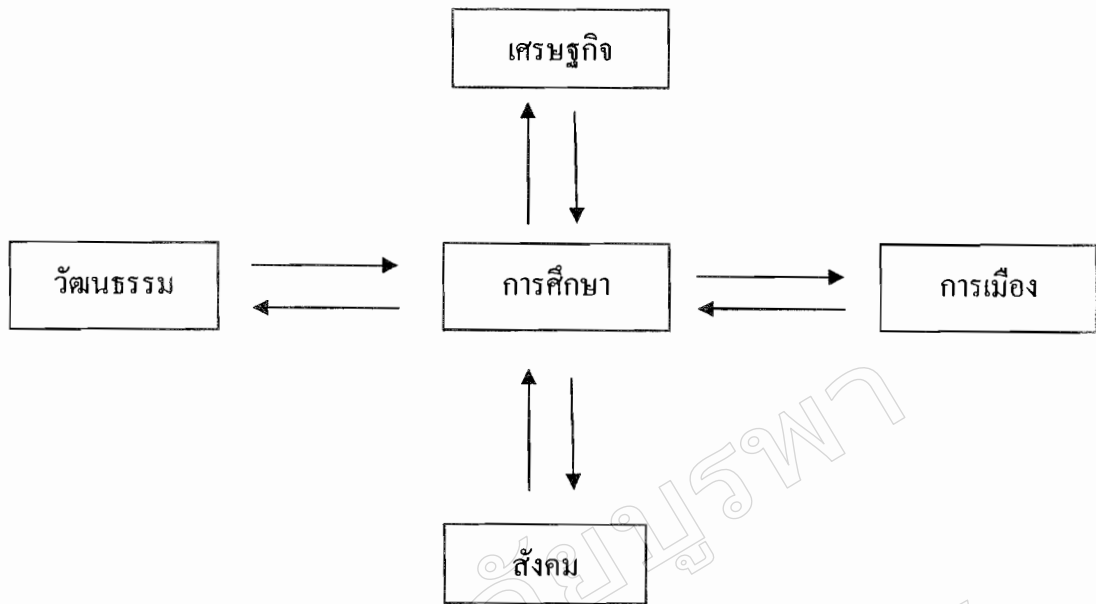 เศรษฐกิจ
วัฒนธรรม
การศึกษา
การเมือง
สังคม